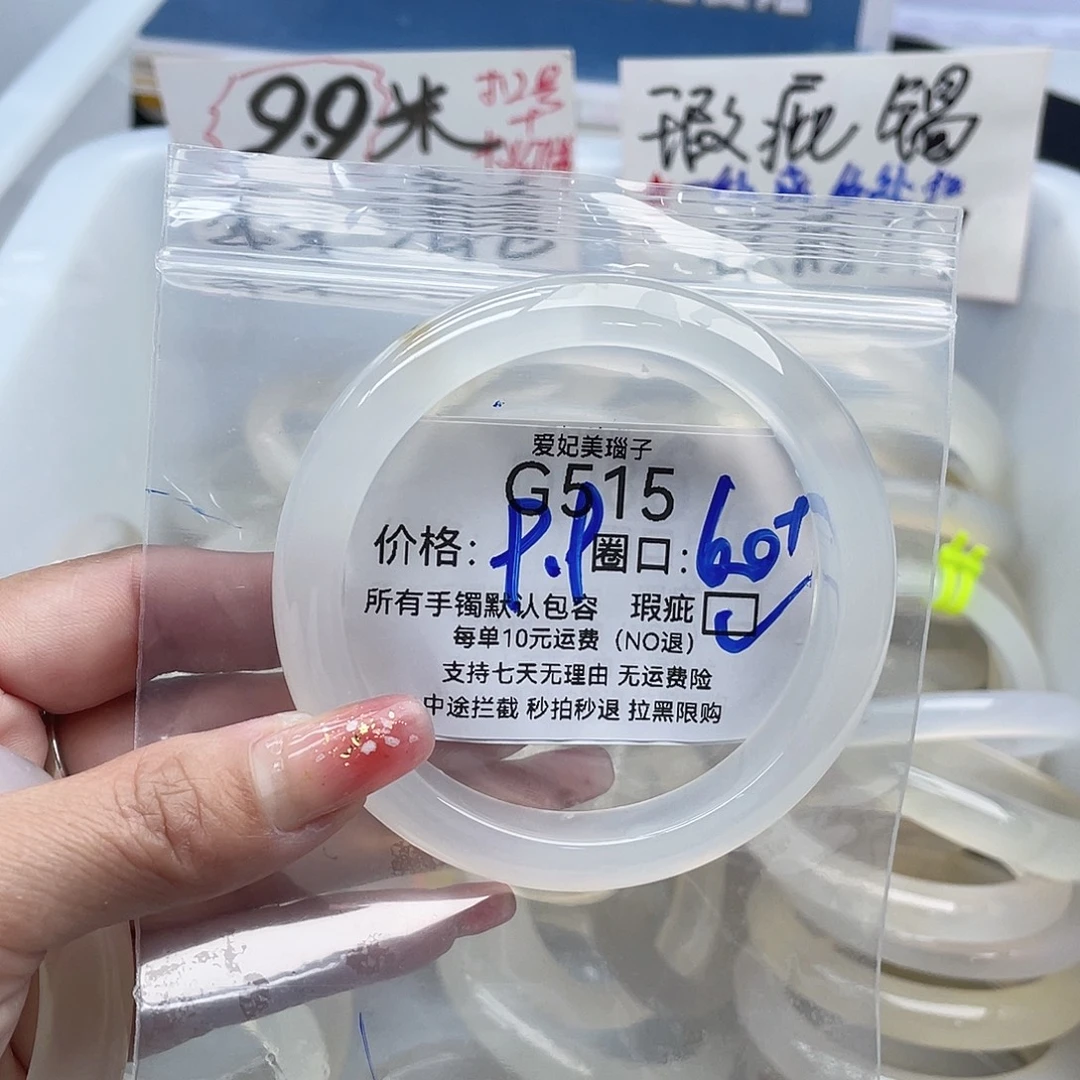 9.9米
扣号
瑕疵镯
爱妃美瑙子
G515
价格：P.P 圈口：60+
所有手镯默认包容 瑕疵
每单10元运费（NO退）
支持七天无理由 无运费险
中途拦截 秒拍秒退 拉黑限购